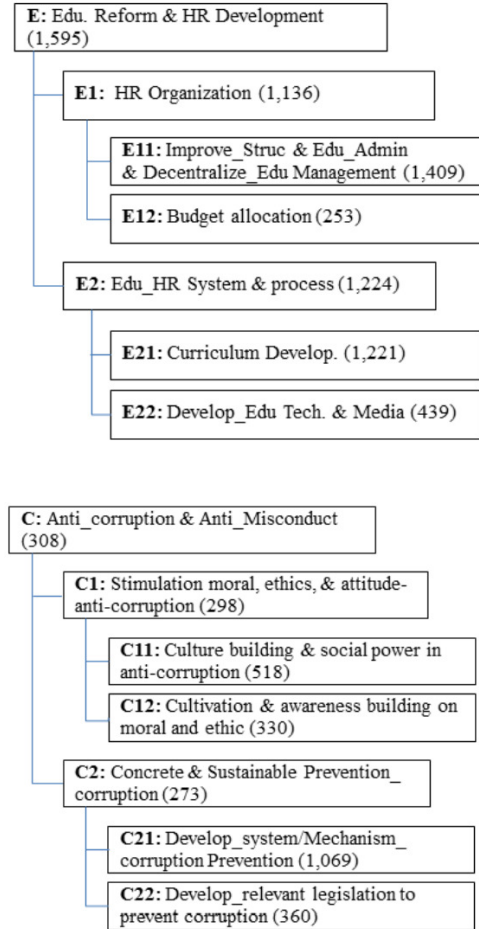 E: Edu. Reform & HR Development
(1,595)
E1: HR Organization (1,136)
E11: Improve_Struc & Edu_Admin
& Decentralize_Edu Management (1,409)
E12: Budget allocation (253)
E2: Edu_HR System & process (1,224)
E21: Curriculum Develop. (1,221)
E22: Develop_Edu Tech. & Media (439)
C: Anti_corruption & Anti_Misconduct
(308)
C1: Stimulation moral, ethics, & attitude-
anti-corruption (298)
C11: Culture building & social power in
anti-corruption (518)
C12: Cultivation & awareness building on
moral and ethic (330)
C2: Concrete & Sustainable Prevention_
corruption (273)
C21: Develop_system/Mechanism_
corruption Prevention (1,069)
C22: Develop_relevant legislation to
prevent corruption (360)